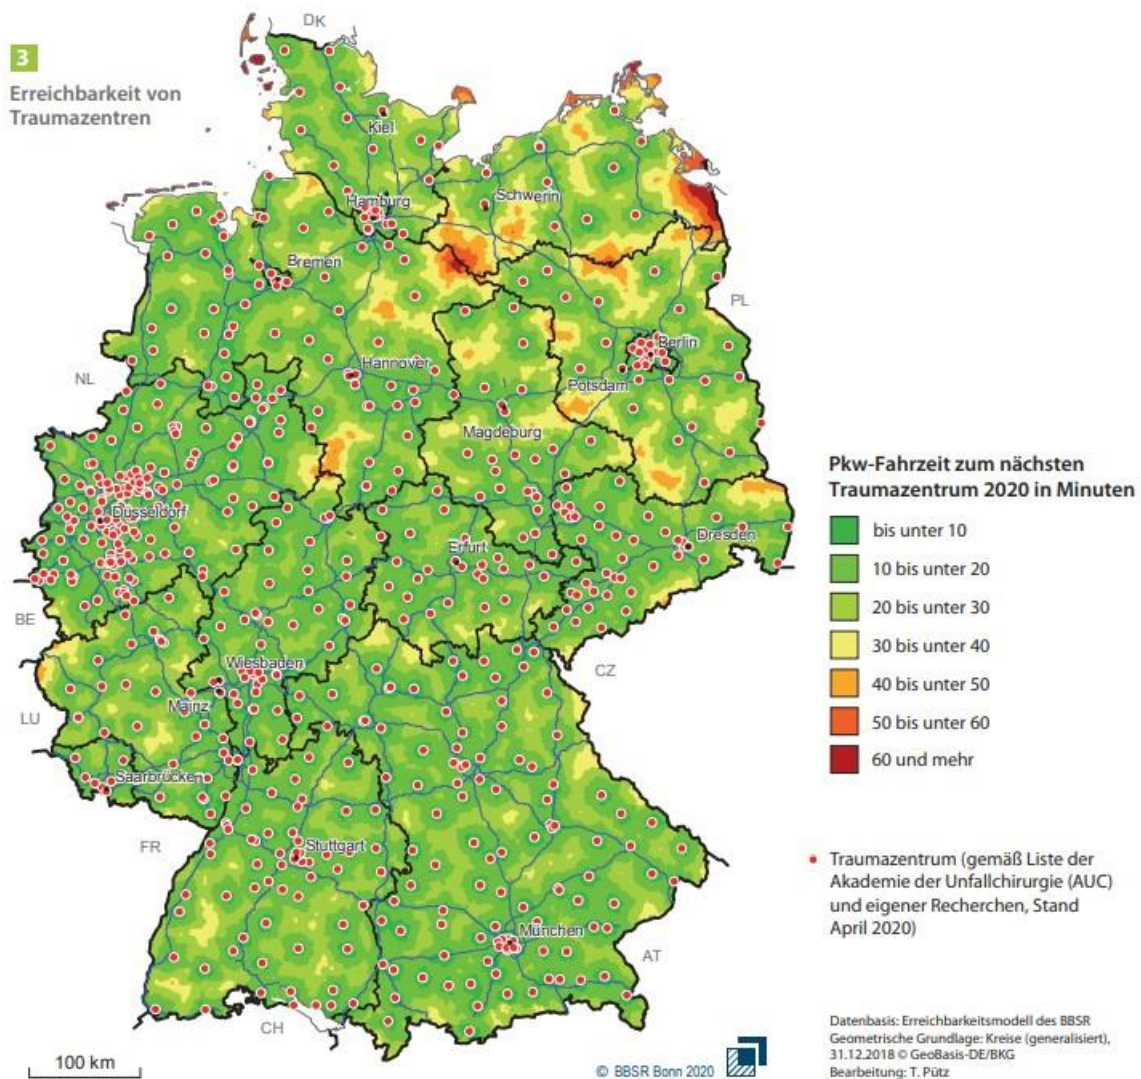 3
Erreichbarkeit von
Traumazentren
DK
Kiel
Schwerin
Hamburg
Bremen
PL
Berlin
Hannover
NL
Potsdam
Magdeburg
Düsseldorf
Dresden
Erfurt
BE
Wiesbaden
CZ
Mainz
LU
Saarbrücken
FR
Stuttgart
München
AT
CH
100 km
© BBSR Bonn 2020
Pkw-Fahrzeit zum nächsten
Traumazentrum 2020 in Minuten
bis unter 10
10 bis unter 20
20 bis unter 30
30 bis unter 40
40 bis unter 50
50 bis unter 60
60 und mehr
Traumazentrum (gemäß Liste der
Akademie der Unfallchirurgie (AUC)
und eigener Recherchen, Stand
April 2020)
Datenbasis: Erreichbarkeitsmodell des BBSR
Geometrische Grundlage: Kreise (generalisiert),
31.12.2018 © GeoBasis-DE/BKG
Bearbeitung: T. Pütz